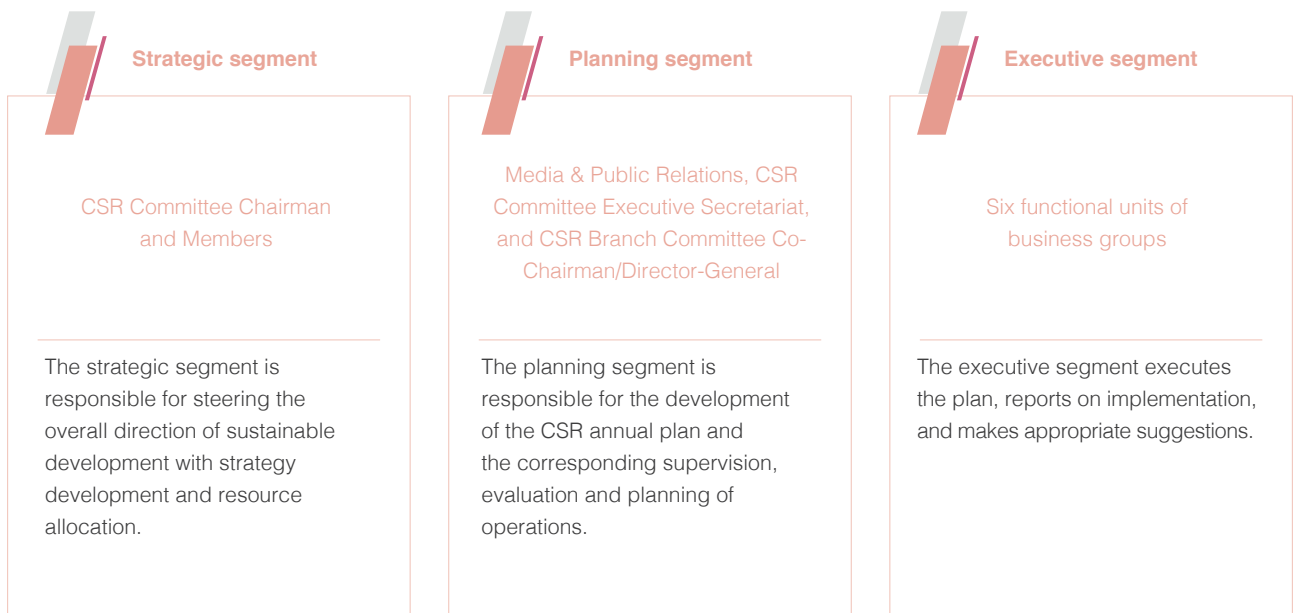 Strategic segment
CSR Committee Chairman
and Members
The strategic segment is
responsible for steering the
overall direction of sustainable
development with strategy
development and resource
allocation.
Planning segment
Media & Public Relations, CSR
Committee Executive Secretariat,
and CSR Branch Committee Co-
Chairman/Director-General
The planning segment is
responsible for the development
of the CSR annual plan and
the corresponding supervision,
evaluation and planning of
operations.
Executive segment
Six functional units of
business groups
The executive segment executes
the plan, reports on implementation,
and makes appropriate suggestions.